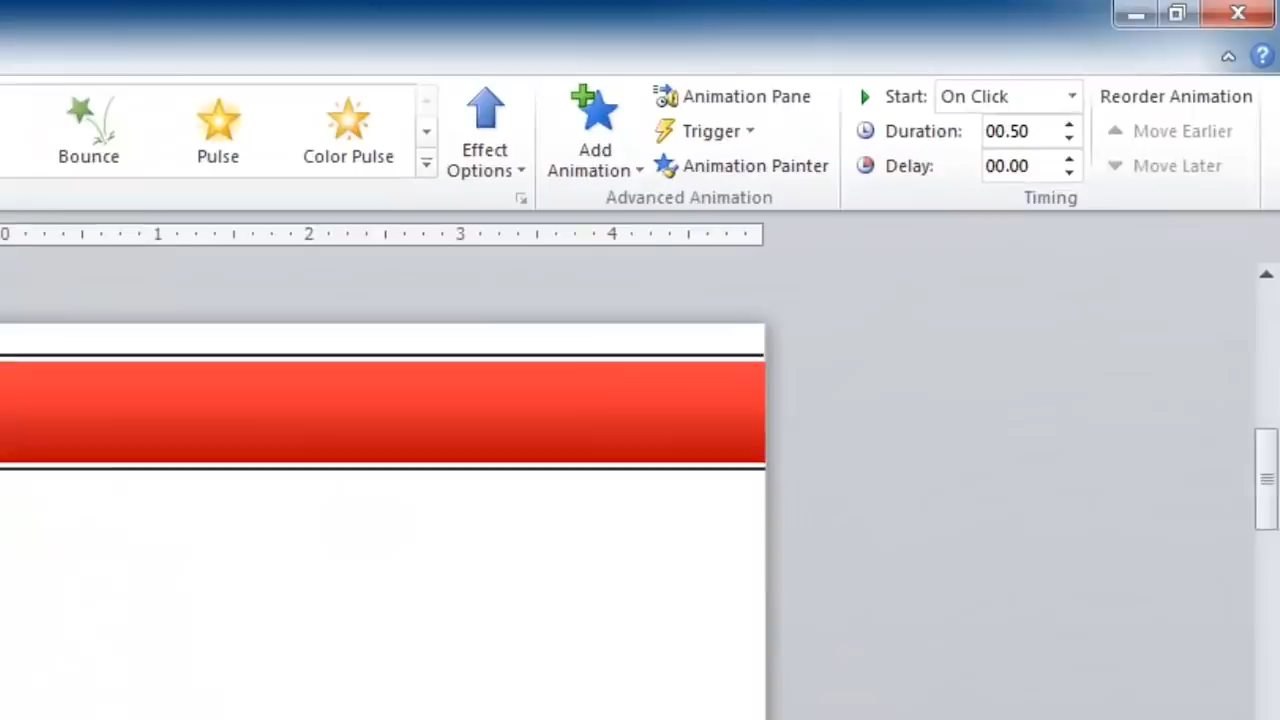 Bounce
Pulse
Color Pulse
Effect
Options
Add
Animation
Animation Pane
Trigger
Animation Painter
Advanced Animation
Start: On Click
Duration: 00.50
Delay: 00.00
Timing
Reorder Animation
Move Earlier
Move Later
?
0 1 2 3 4